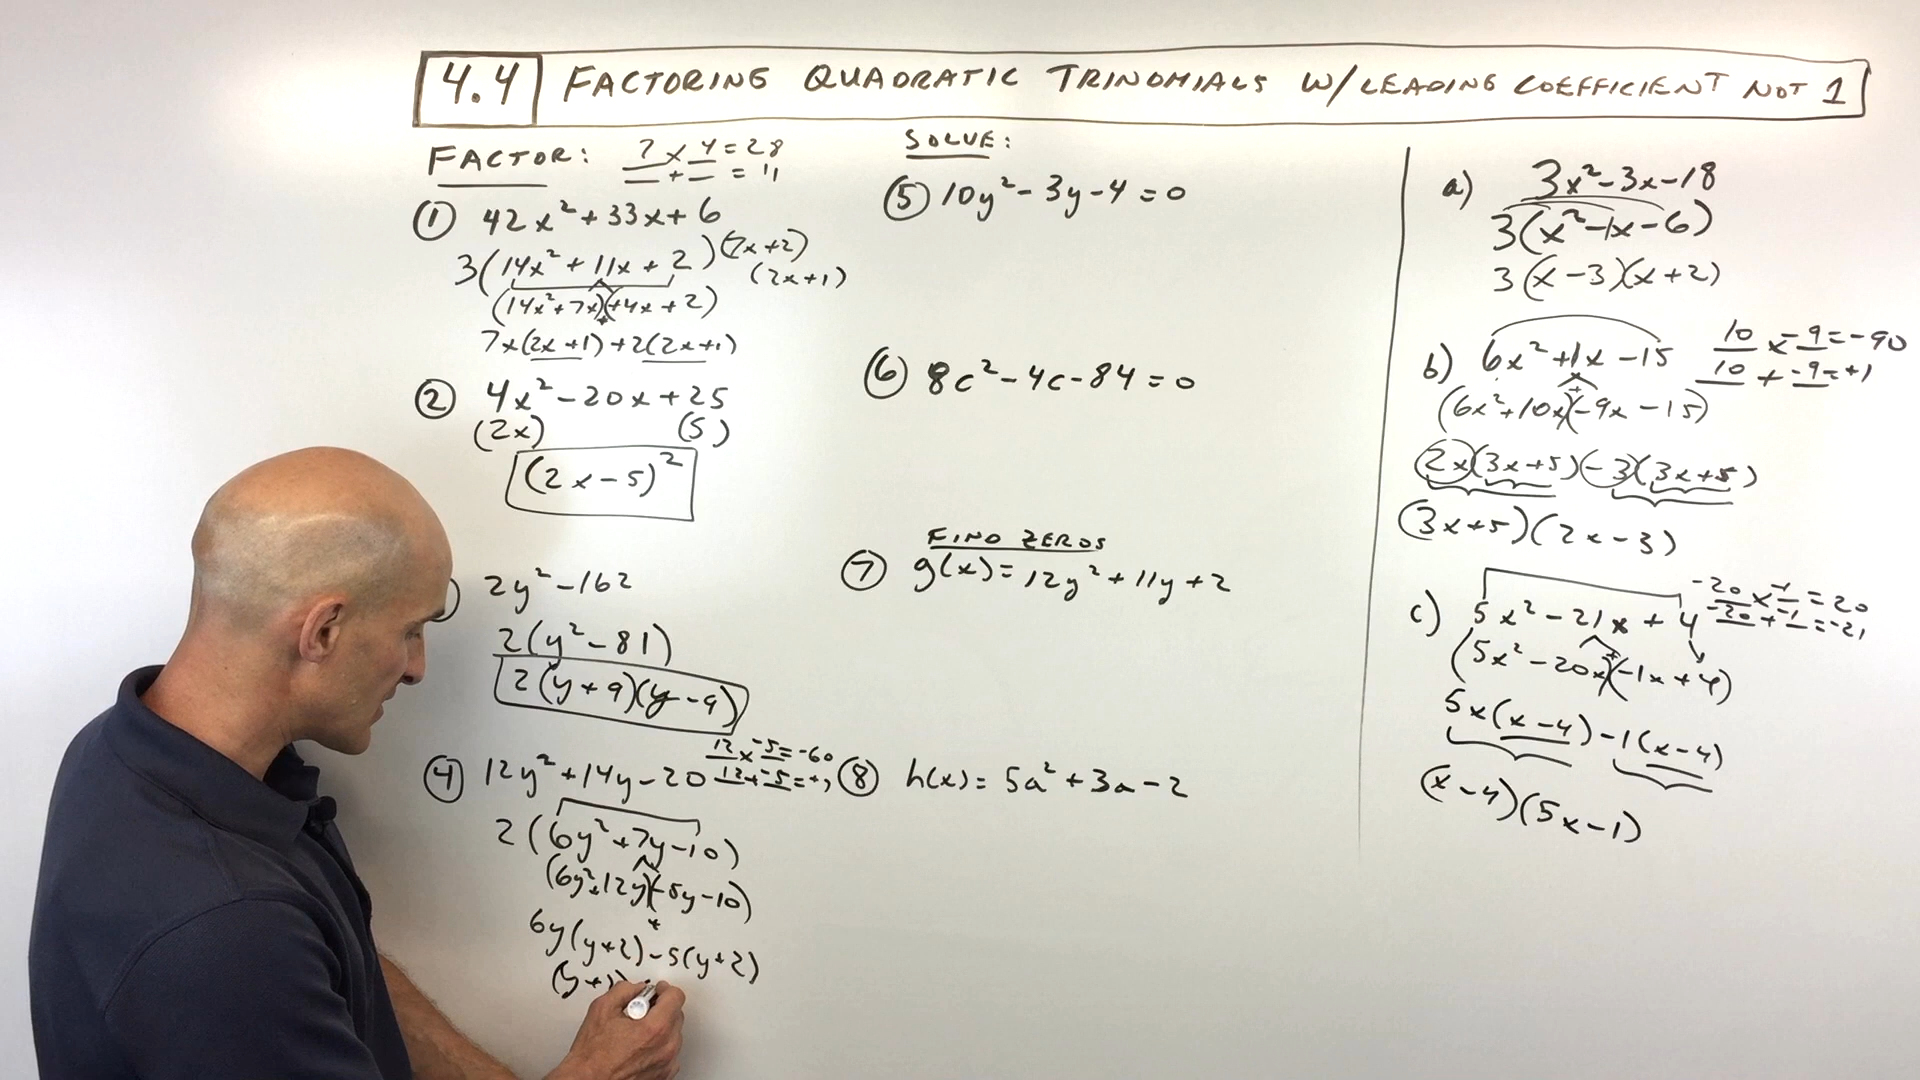 4.4 FACTORING QUADRATIC TRINOMIALS W/LEADING COEFFICIENT NOT 1
FACTOR: 7 x 4 = 28
_ + _ = 11
① 42x² + 33x + 6
3(14x² + 11x + 2)(7x+2)
(2x+1)
(14x²+7x)(+4x+2)
+
7x(2x+1)+2(2x+1)
② 4x² - 20x + 25
(2x) (5)
(2x-5)²
) 2y² - 162
2(y² - 81)
2(y+9)(y-9)
12 x -5 = -60
④ 12y² + 14y - 20 12 + -5 = +7
2(6y² + 7y - 10)
(6y²+12y)(-5y-10)
+
6y(y+2)-5(y+2)
(y+2)
SOLVE:
⑤ 10y² - 3y - 4 = 0
⑥ 8c² - 4c - 84 = 0
FIND ZEROS
⑦ g(x) = 12y² + 11y + 2
⑧ h(x) = 5a² + 3a - 2
a) 3x² - 3x - 18
3(x² - 1x - 6)
3(x-3)(x+2)
10 x -9 = -90
b) 6x² + 1x - 15 10 + -9 = +1
+
(6x²+10x)(-9x-15)
2x(3x+5)-3(3x+5)
(3x+5)(2x-3)
-20 x -1 = 20
c) 5x² - 21x + 4 -20 + -1 = -21
+
(5x²-20x)(-1x+4)
5x(x-4)-1(x-4)
(x-4)(5x-1)